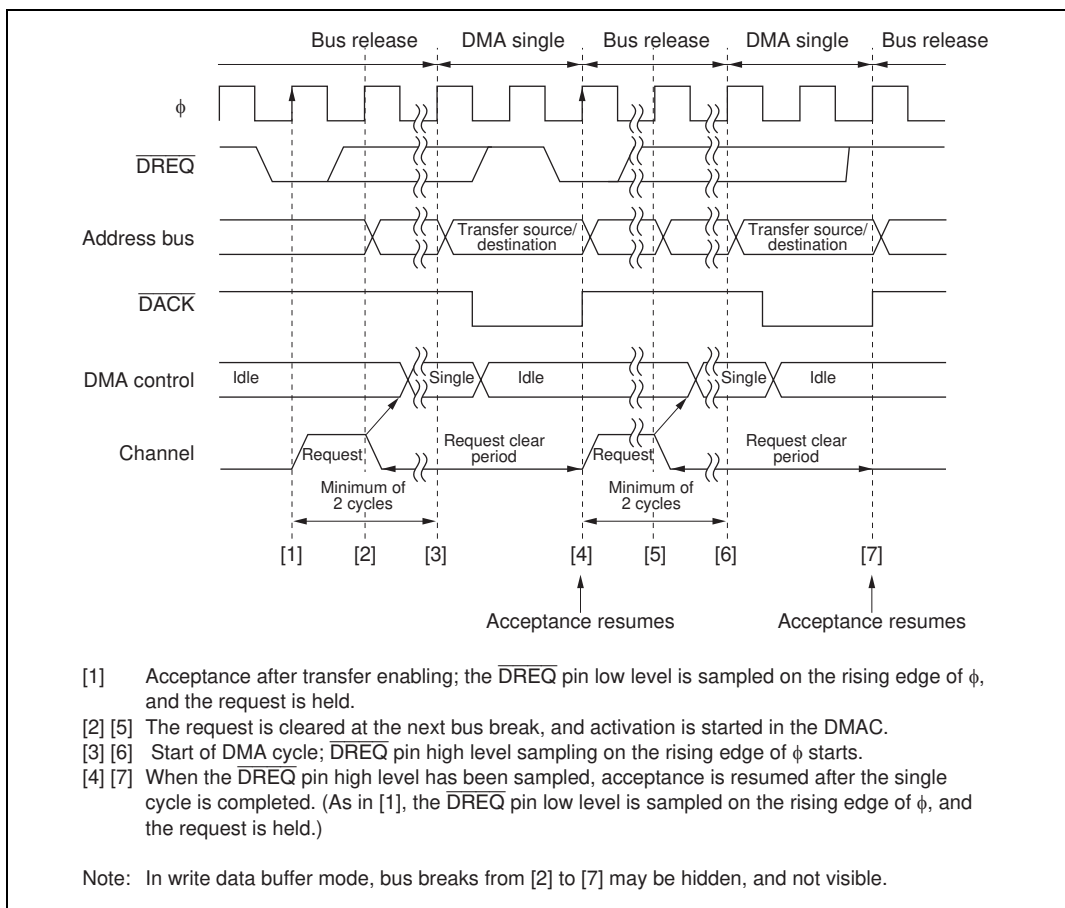 Bus release DMA single Bus release DMA single Bus release
ϕ
DREQ
Address bus
Transfer source/ Transfer source/
destination destination
DACK
DMA control
Idle Single Idle Single Idle
Channel
Request Request clear Request Request clear
period period
Minimum of Minimum of
2 cycles 2 cycles
[1] [2] [3] [4] [5] [6] [7]
Acceptance resumes Acceptance resumes
[1] Acceptance after transfer enabling; the DREQ pin low level is sampled on the rising edge of ϕ,
and the request is held.
[2] [5] The request is cleared at the next bus break, and activation is started in the DMAC.
[3] [6] Start of DMA cycle; DREQ pin high level sampling on the rising edge of ϕ starts.
[4] [7] When the DREQ pin high level has been sampled, acceptance is resumed after the single
cycle is completed. (As in [1], the DREQ pin low level is sampled on the rising edge of ϕ, and
the request is held.)
Note: In write data buffer mode, bus breaks from [2] to [7] may be hidden, and not visible.